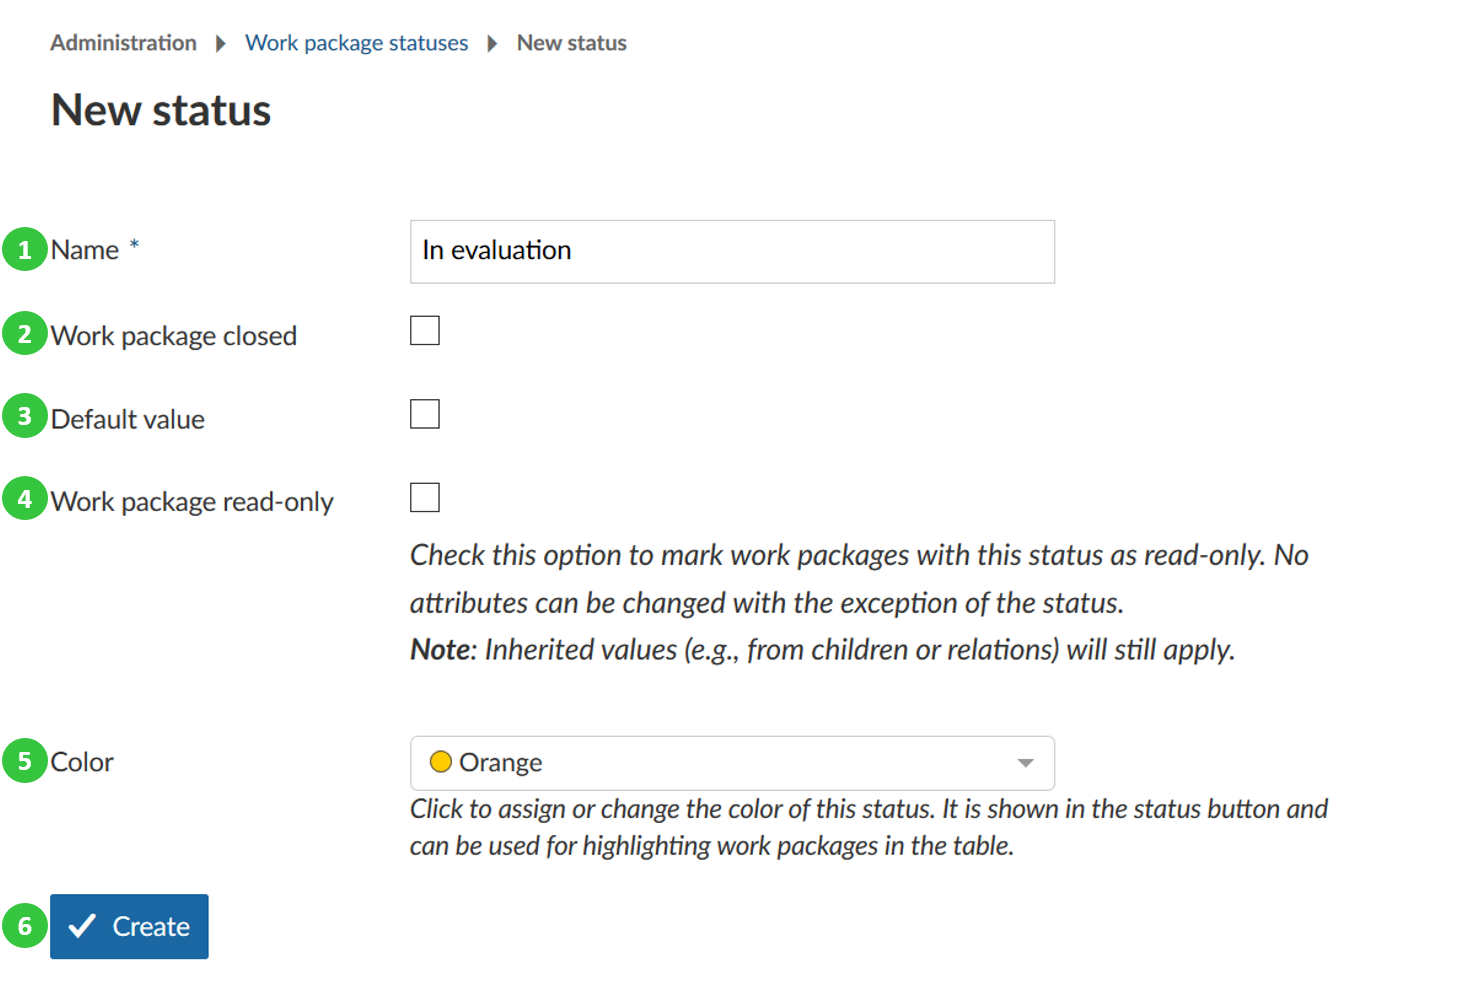 Administration Work package statuses New status
New status
1 Name *
In evaluation
2 Work package closed
3 Default value
4 Work package read-only
Check this option to mark work packages with this status as read-only. No
attributes can be changed with the exception of the status.
Note: Inherited values (e.g., from children or relations) will still apply.
5 Color
Orange
Click to assign or change the color of this status. It is shown in the status button and
can be used for highlighting work packages in the table.
6 Create